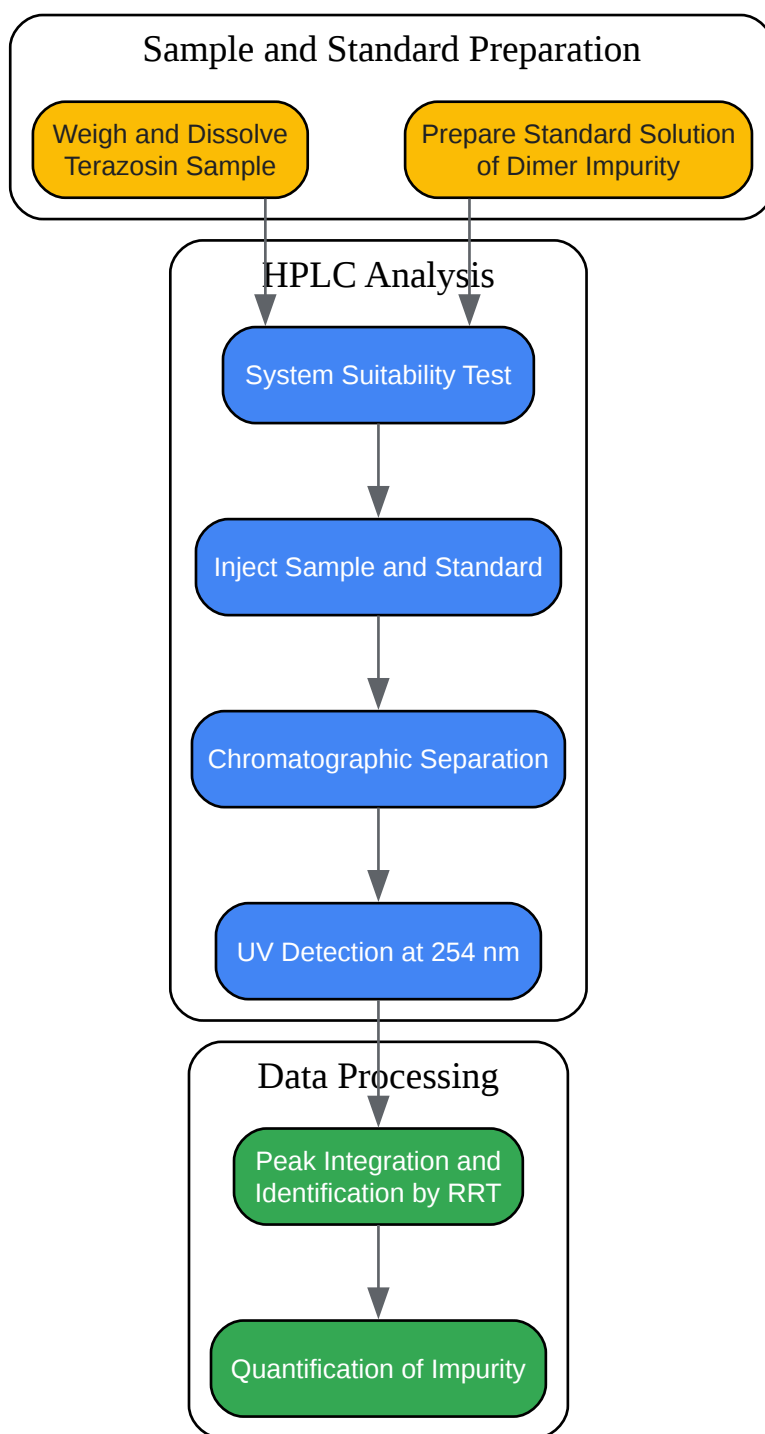 Sample and Standard Preparation
Weigh and Dissolve
Terazosin Sample
Prepare Standard Solution
of Dimer Impurity
HPLC Analysis
System Suitability Test
Inject Sample and Standard
Chromatographic Separation
UV Detection at 254 nm
Data Processing
Peak Integration and
Identification by RRT
Quantification of Impurity